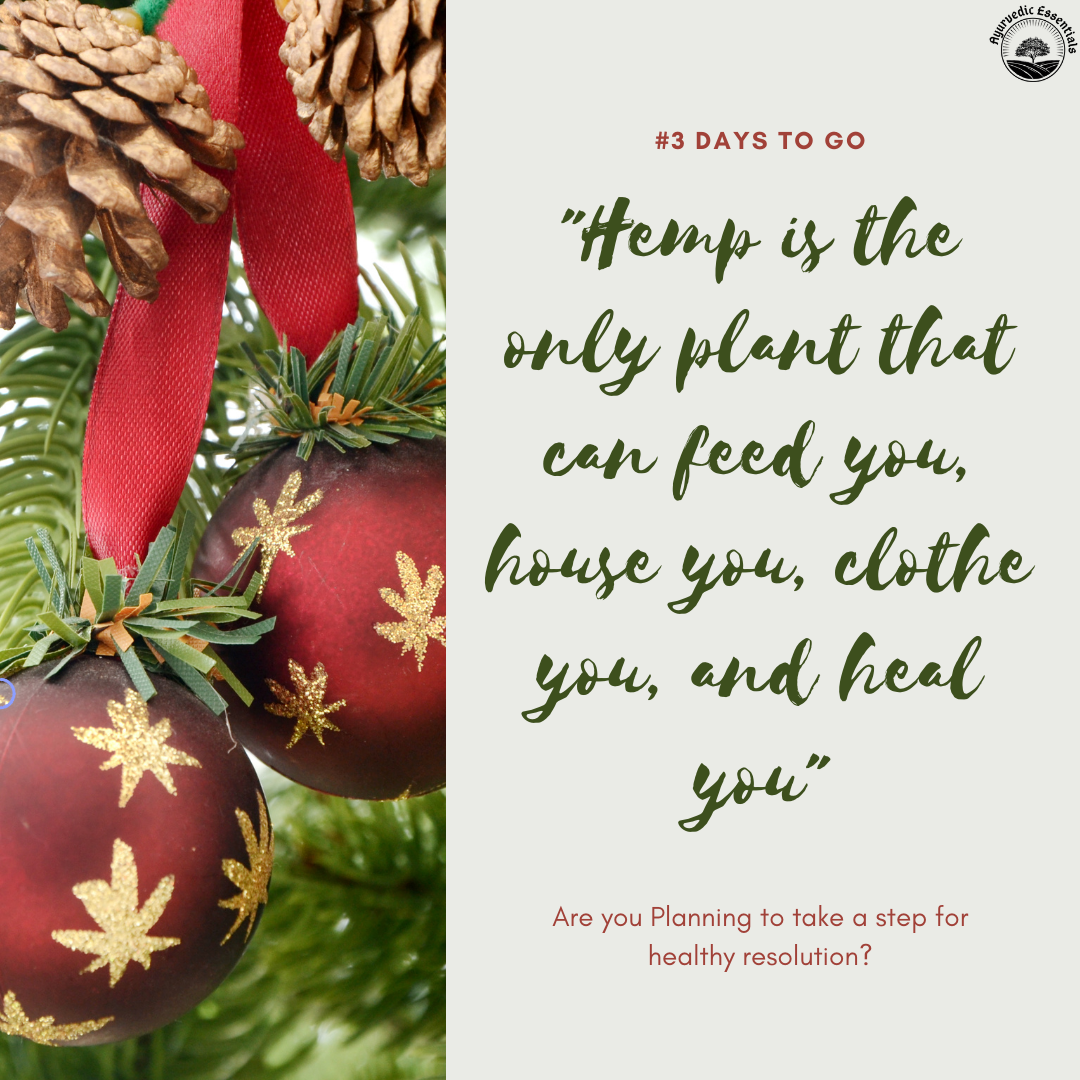 Ayurvedic Essentials
#3 DAYS TO GO
"Hemp is the
only plant that
can feed you,
house you, clothe
you, and heal
you"
Are you Planning to take a step for
healthy resolution?